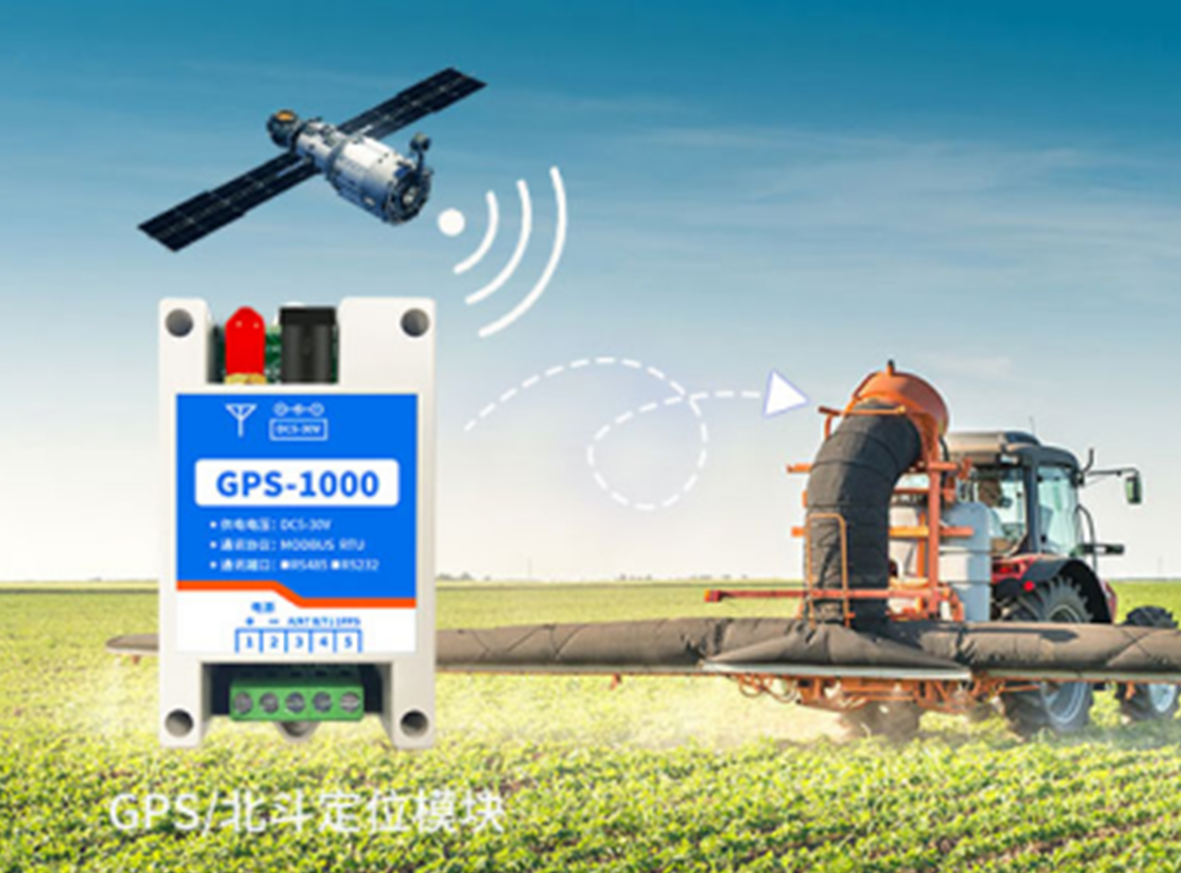 DC5-30V
GPS-1000
• 供电电压：DC5-30V
• 通讯协议：MODBUS RTU
• 通讯端口：■RS485 ■RS232
电源
+ −
1 2 3 4 5
GPS/北斗定位模块